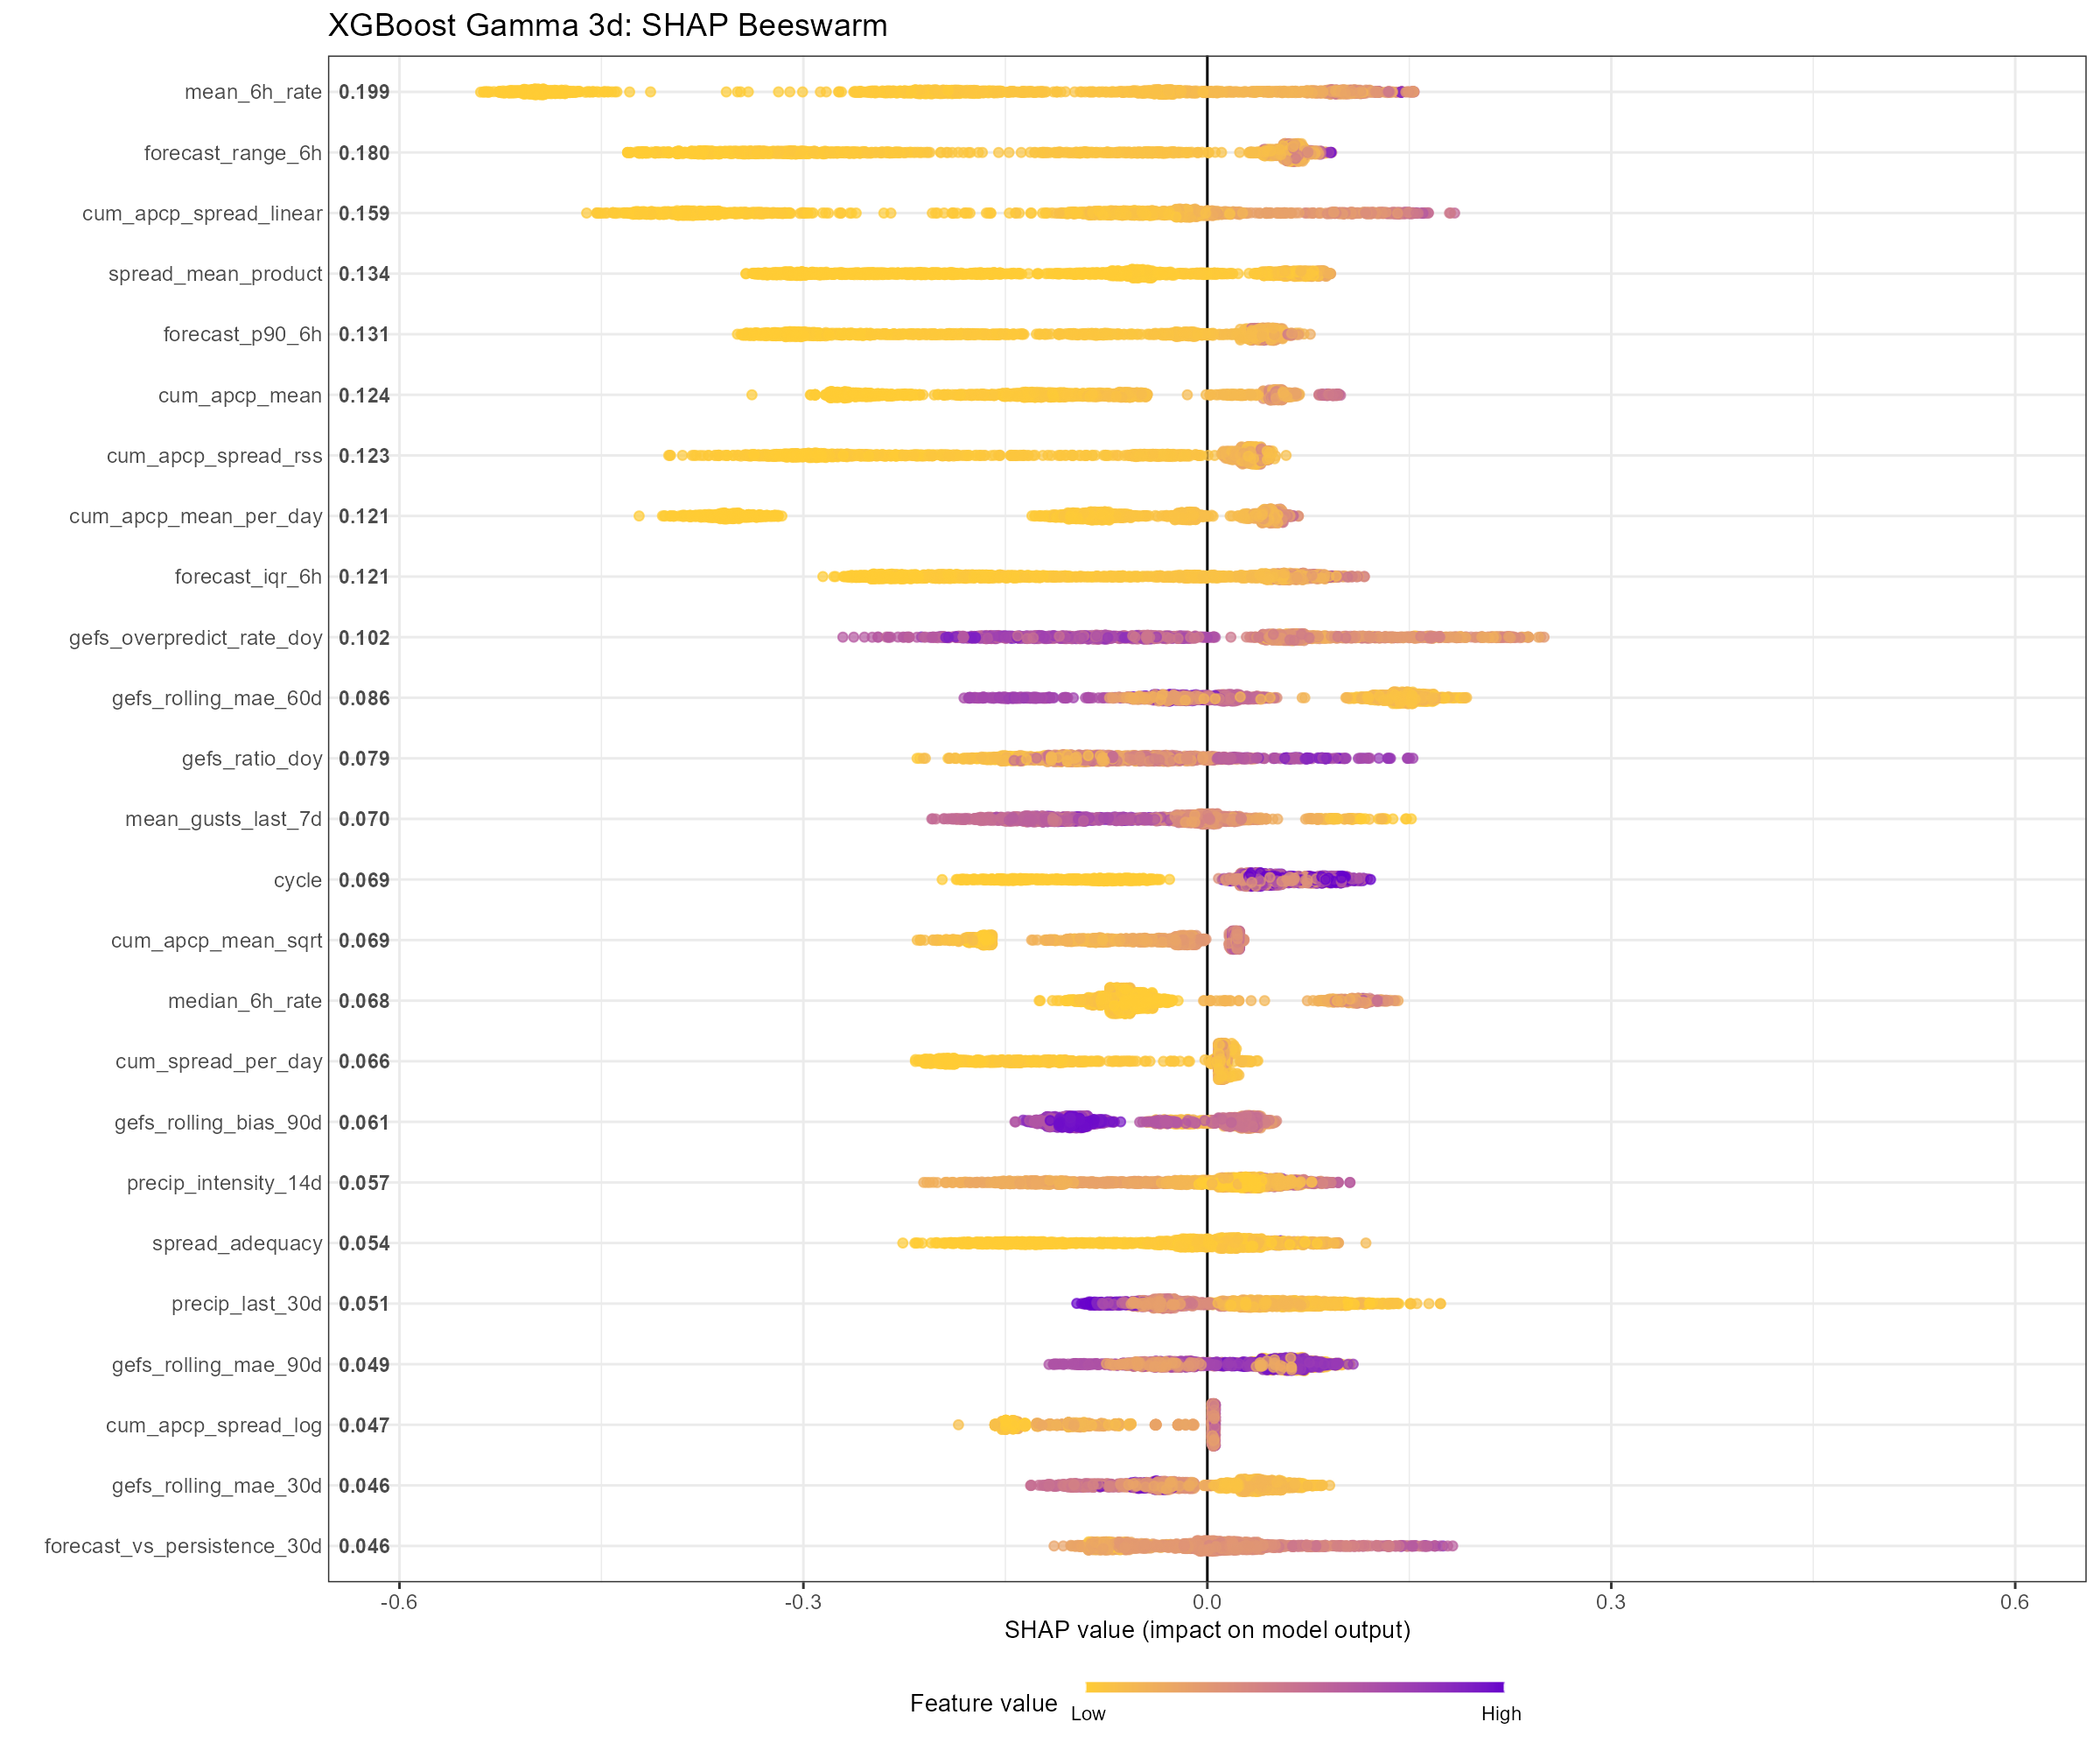 XGBoost Gamma 3d: SHAP Beeswarm
mean_6h_rate 0.199
forecast_range_6h 0.180
cum_apcp_spread_linear 0.159
spread_mean_product 0.134
forecast_p90_6h 0.131
cum_apcp_mean 0.124
cum_apcp_spread_rss 0.123
cum_apcp_mean_per_day 0.121
forecast_iqr_6h 0.121
gefs_overpredict_rate_doy 0.102
gefs_rolling_mae_60d 0.086
gefs_ratio_doy 0.079
mean_gusts_last_7d 0.070
cycle 0.069
cum_apcp_mean_sqrt 0.069
median_6h_rate 0.068
cum_spread_per_day 0.066
gefs_rolling_bias_90d 0.061
precip_intensity_14d 0.057
spread_adequacy 0.054
precip_last_30d 0.051
gefs_rolling_mae_90d 0.049
cum_apcp_spread_log 0.047
gefs_rolling_mae_30d 0.046
forecast_vs_persistence_30d 0.046
-0.6 -0.3 0.0 0.3 0.6
SHAP value (impact on model output)
Feature value
Low High